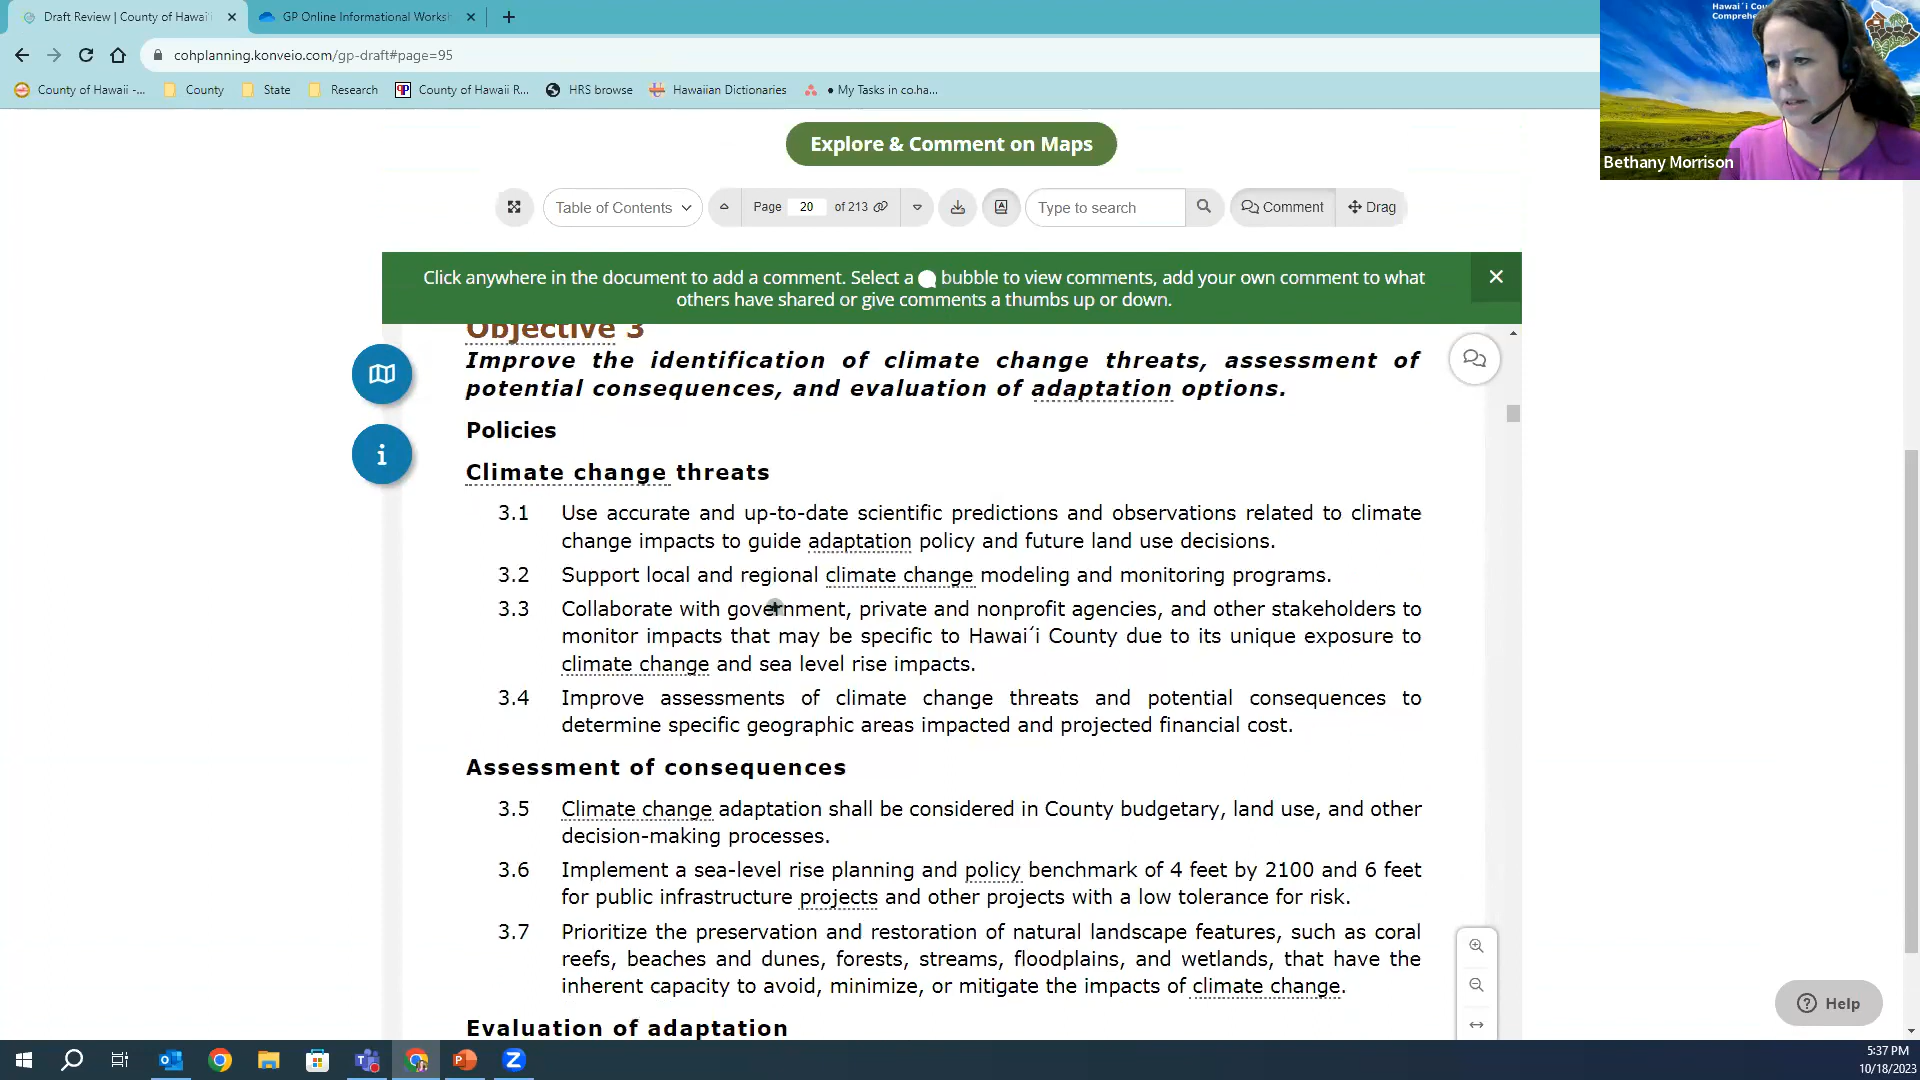 Draft Review | County of Hawai'i
GP Online Informational Worksh
cohplanning.konveio.com/gp-draft#page=95
County of Hawaii -...
County
State
Research
County of Hawaii R...
HRS browse
Hawaiian Dictionaries
● My Tasks in co.ha...
Hawai´i Cou
Comprehe
Bethany Morrison
Explore & Comment on Maps
Table of Contents
Page 20 of 213
Type to search
Comment
Drag
Click anywhere in the document to add a comment. Select a bubble to view comments, add your own comment to what
others have shared or give comments a thumbs up or down.
Objective 3
Improve the identification of climate change threats, assessment of
potential consequences, and evaluation of adaptation options.
Policies
Climate change threats
3.1 Use accurate and up-to-date scientific predictions and observations related to climate
change impacts to guide adaptation policy and future land use decisions.
3.2 Support local and regional climate change modeling and monitoring programs.
3.3 Collaborate with government, private and nonprofit agencies, and other stakeholders to
monitor impacts that may be specific to Hawai´i County due to its unique exposure to
climate change and sea level rise impacts.
3.4 Improve assessments of climate change threats and potential consequences to
determine specific geographic areas impacted and projected financial cost.
Assessment of consequences
3.5 Climate change adaptation shall be considered in County budgetary, land use, and other
decision-making processes.
3.6 Implement a sea-level rise planning and policy benchmark of 4 feet by 2100 and 6 feet
for public infrastructure projects and other projects with a low tolerance for risk.
3.7 Prioritize the preservation and restoration of natural landscape features, such as coral
reefs, beaches and dunes, forests, streams, floodplains, and wetlands, that have the
inherent capacity to avoid, minimize, or mitigate the impacts of climate change.
Evaluation of adaptation
Help
5:37 PM
10/18/2023